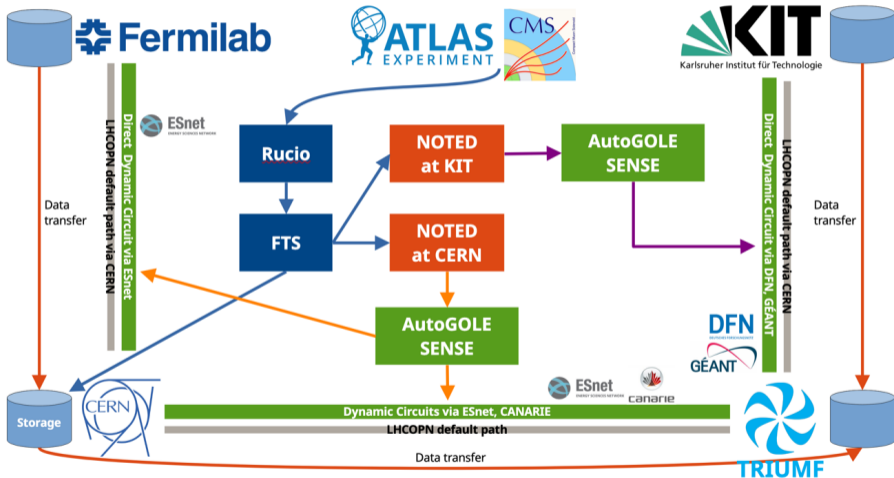 Fermilab
ATLAS
EXPERIMENT
CMS
KIT
Karlsruher Institut für Technologie
ESnet
ENERGY SCIENCES NETWORK
Direct Dynamic Circuit via ESnet
LHCOPN default path via CERN
Data
transfer
Rucio
NOTED
at KIT
AutoGOLE
SENSE
FTS
NOTED
at CERN
AutoGOLE
SENSE
Direct Dynamic Circuit via DFN, GÉANT
LHCOPN default path via CERN
Data
transfer
DFN
GÉANT
ESnet
ENERGY SCIENCES NETWORK
canarie
Storage
CERN
Dynamic Circuits via ESnet, CANARIE
LHCOPN default path
Data transfer
TRIUMF